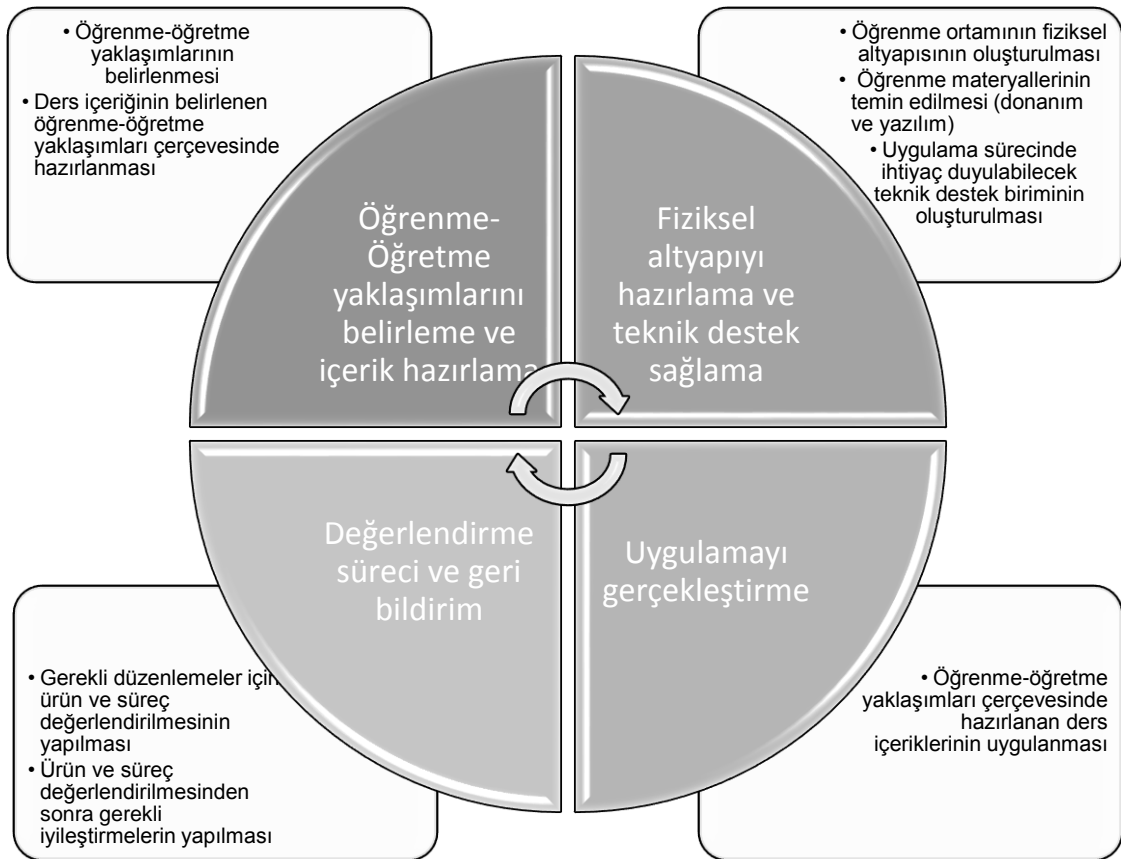 • Öğrenme-öğretme
yaklaşımlarının
belirlenmesi
• Ders içeriğinin belirlenen
öğrenme-öğretme
yaklaşımları çerçevesinde
hazırlanması
• Öğrenme ortamının fiziksel
altyapısının oluşturulması
• Öğrenme materyallerinin
temin edilmesi (donanım
ve yazılım)
• Uygulama sürecinde
ihtiyaç duyulabilecek
teknik destek biriminin
oluşturulması
Öğrenme-
Öğretme
yaklaşımlarını
belirleme ve
içerik hazırlama
Fiziksel
altyapıyı
hazırlama ve
teknik destek
sağlama
Değerlendirme
süreci ve geri
bildirim
Uygulamayı
gerçekleştirme
• Gerekli düzenlemeler için
ürün ve süreç
değerlendirilmesinin
yapılması
• Ürün ve süreç
değerlendirilmesinden
sonra gerekli
iyileştirmelerin yapılması
• Öğrenme-öğretme
yaklaşımları çerçevesinde
hazırlanan ders
içeriklerinin uygulanması